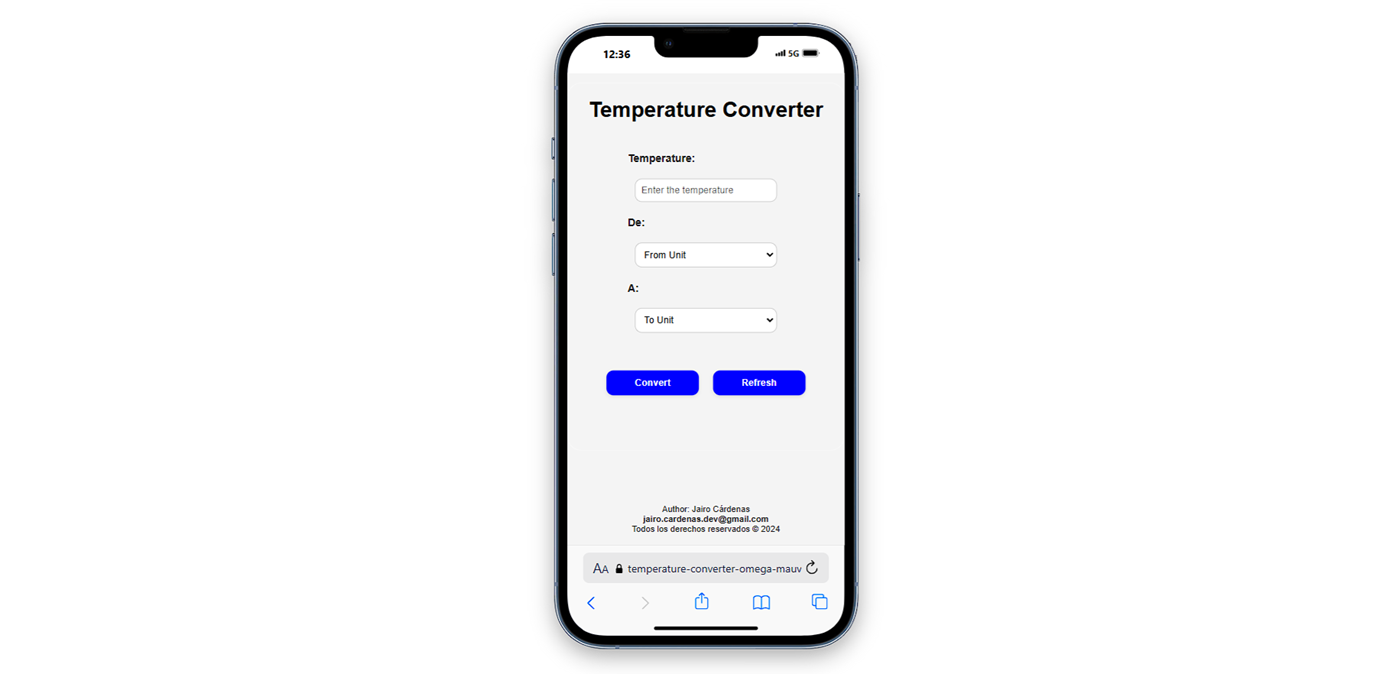 12:36
5G
Temperature Converter
Temperature:
Enter the temperature
De:
From Unit
A:
To Unit
Convert Refresh
Author: Jairo Cárdenas
jairo.cardenas.dev@gmail.com
Todos los derechos reservados © 2024
AA temperature-converter-omega-mauv